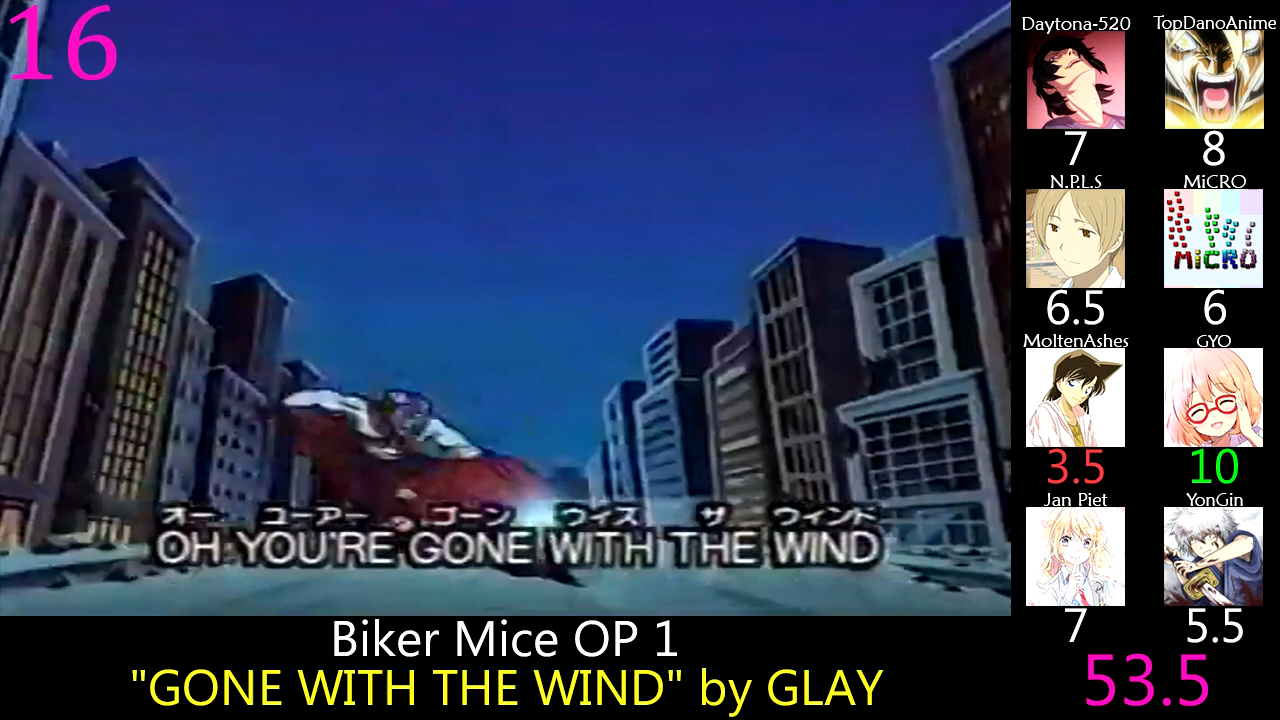 16
オー ユーアー ゴーン ウィズ ザ ウィンド
OH YOU'RE GONE WITH THE WIND
Biker Mice OP 1
"GONE WITH THE WIND" by GLAY
Daytona-520 TopDanoAnime
7 8
N.P.L.S MiCRO
MiCRO
6.5 6
MoltenAshes GYO
3.5 10
Jan Piet YonGin
7 5.5
53.5